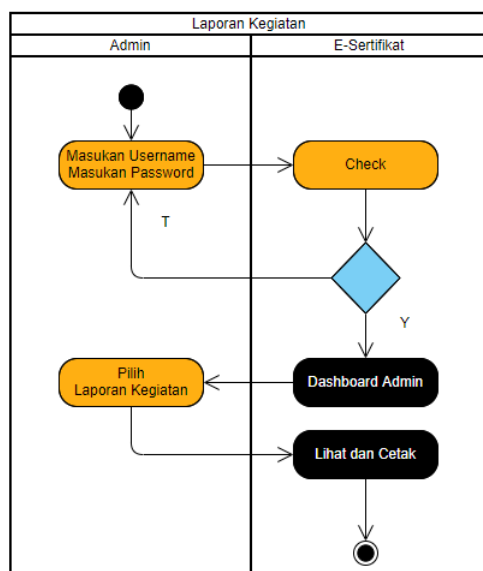 Laporan Kegiatan
Admin
E-Sertifikat
Masukan Username
Masukan Password
Check
T
Y
Dashboard Admin
Pilih
Laporan Kegiatan
Lihat dan Cetak